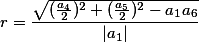 r = \frac{\sqrt{(\frac{a_4}{2})^2 + (\frac{a_5}{2})^2 - a_1 a_6}}{|a_1|}